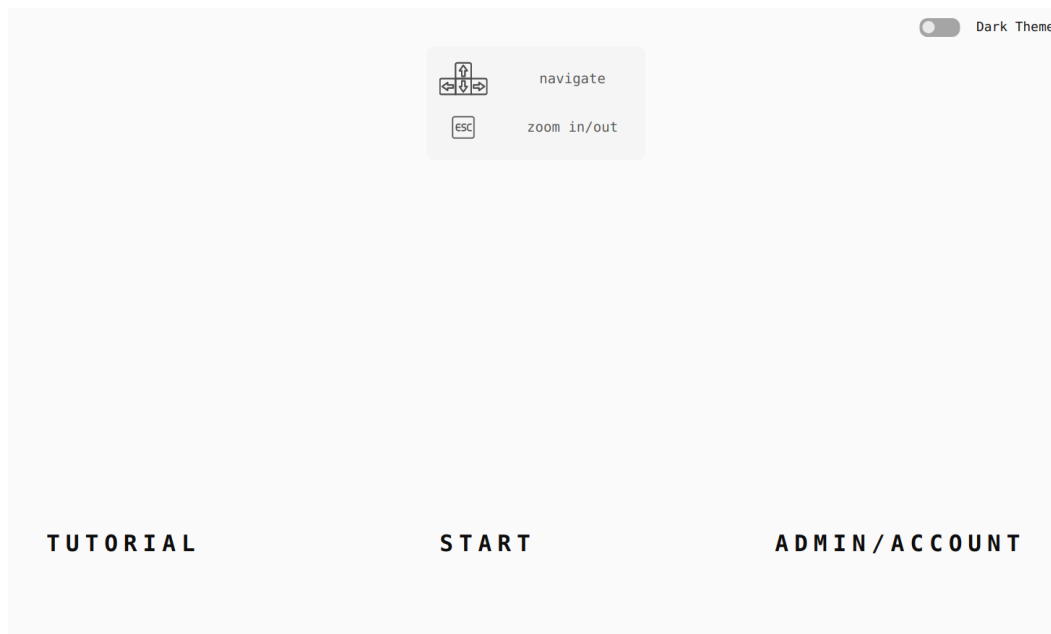 Dark Theme
navigate
ESC
zoom in/out
TUTORIAL
START
ADMIN/ACCOUNT